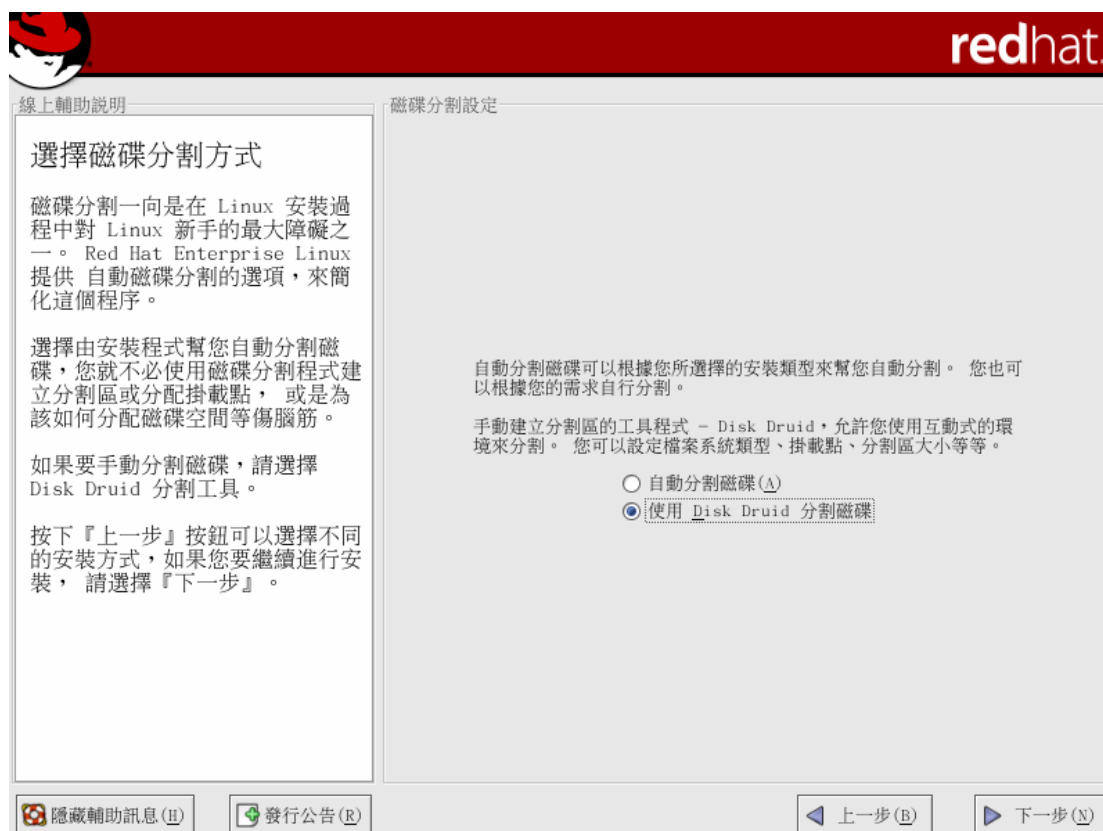 redhat.
線上輔助說明
選擇磁碟分割方式
磁碟分割一向是在 Linux 安裝過
程中對 Linux 新手的最大障礙之
一。 Red Hat Enterprise Linux
提供 自動磁碟分割的選項，來簡
化這個程序。
選擇由安裝程式幫您自動分割磁
碟，您就不必使用磁碟分割程式建
立分割區或分配掛載點， 或是為
該如何分配磁碟空間等傷腦筋。
如果要手動分割磁碟，請選擇
Disk Druid 分割工具。
按下『上一步』按鈕可以選擇不同
的安裝方式，如果您要繼續進行安
裝， 請選擇『下一步』。
磁碟分割設定
自動分割磁碟可以根據您所選擇的安裝類型來幫您自動分割。 您也可
以根據您的需求自行分割。
手動建立分割區的工具程式 - Disk Druid，允許您使用互動式的環
境來分割。 您可以設定檔案系統類型、掛載點、分割區大小等等。
自動分割磁碟(A)
使用 Disk Druid 分割磁碟
隱藏輔助訊息(H)
發行公告(R)
上一步(B)
下一步(N)